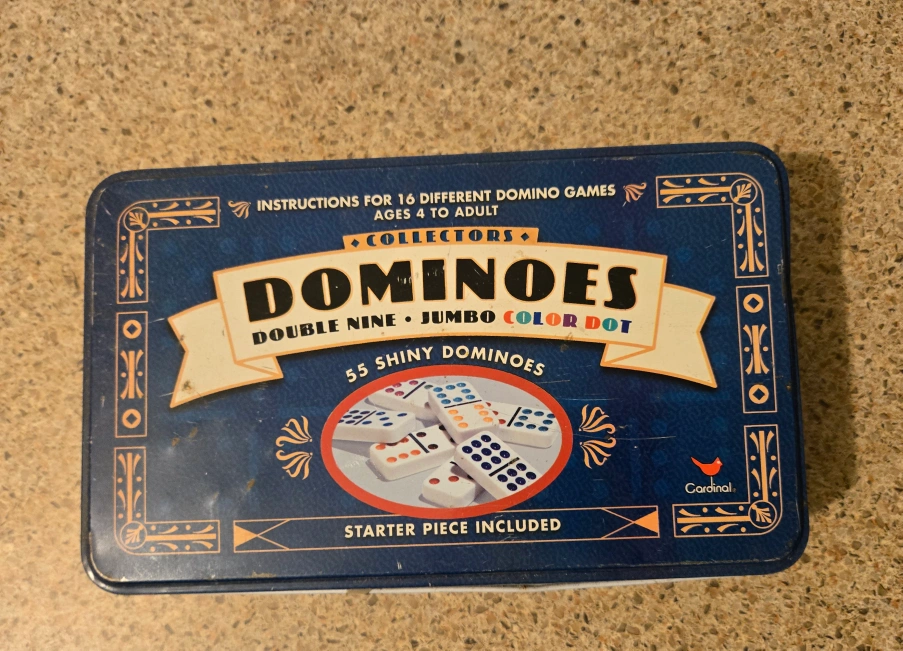 INSTRUCTIONS FOR 16 DIFFERENT DOMINO GAMES
AGES 4 TO ADULT
COLLECTORS
DOMINOES
DOUBLE NINE • JUMBO COLOR DOT
55 SHINY DOMINOES
Cardinal
STARTER PIECE INCLUDED